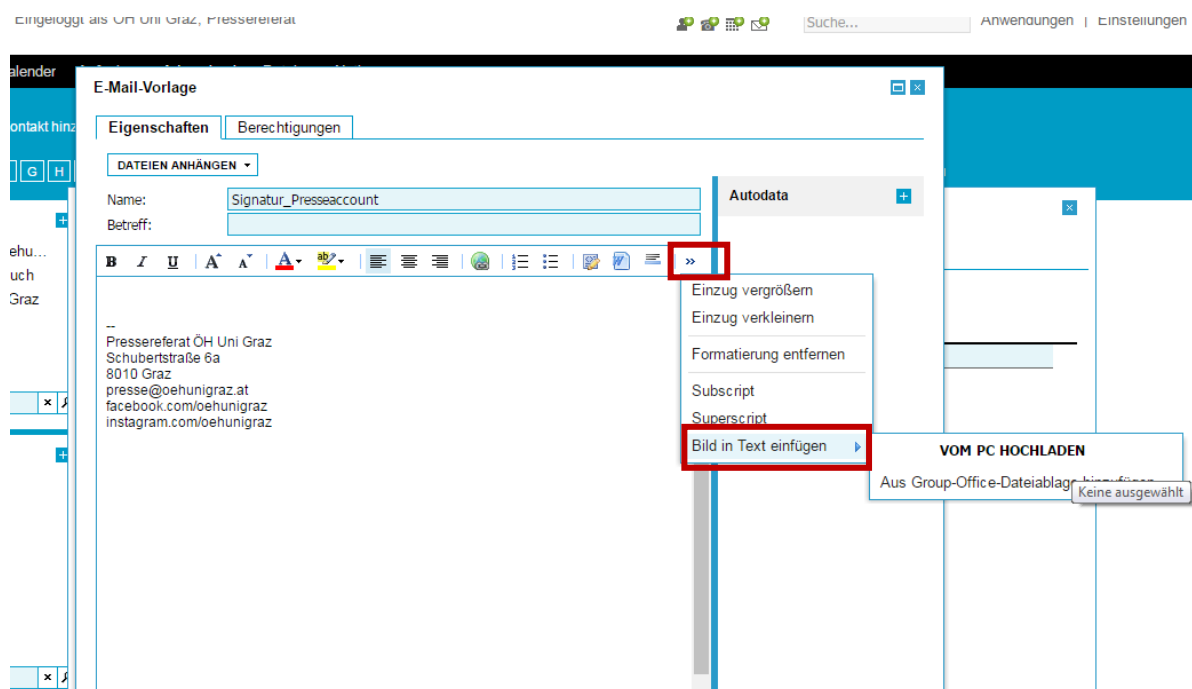 Eingeloggt als ÖH Uni Graz, Pressereferat
Suche...
Anwendungen | Einstellungen
alender
E-Mail-Vorlage
ontakt hinz
Eigenschaften
Berechtigungen
G H
DATEIEN ANHÄNGEN
Name:
Signatur_Presseaccount
Autodata
Betreff:
ehu...
uch
Graz
B I U A A A ab W »
Einzug vergrößern
Einzug verkleinern
Formatierung entfernen
Subscript
Superscript
Bild in Text einfügen
VOM PC HOCHLADEN
Aus Group-Office-Dateiablage hinzufügen
Keine ausgewählt
--
Pressereferat ÖH Uni Graz
Schubertstraße 6a
8010 Graz
presse@oehunigraz.at
facebook.com/oehunigraz
instagram.com/oehunigraz